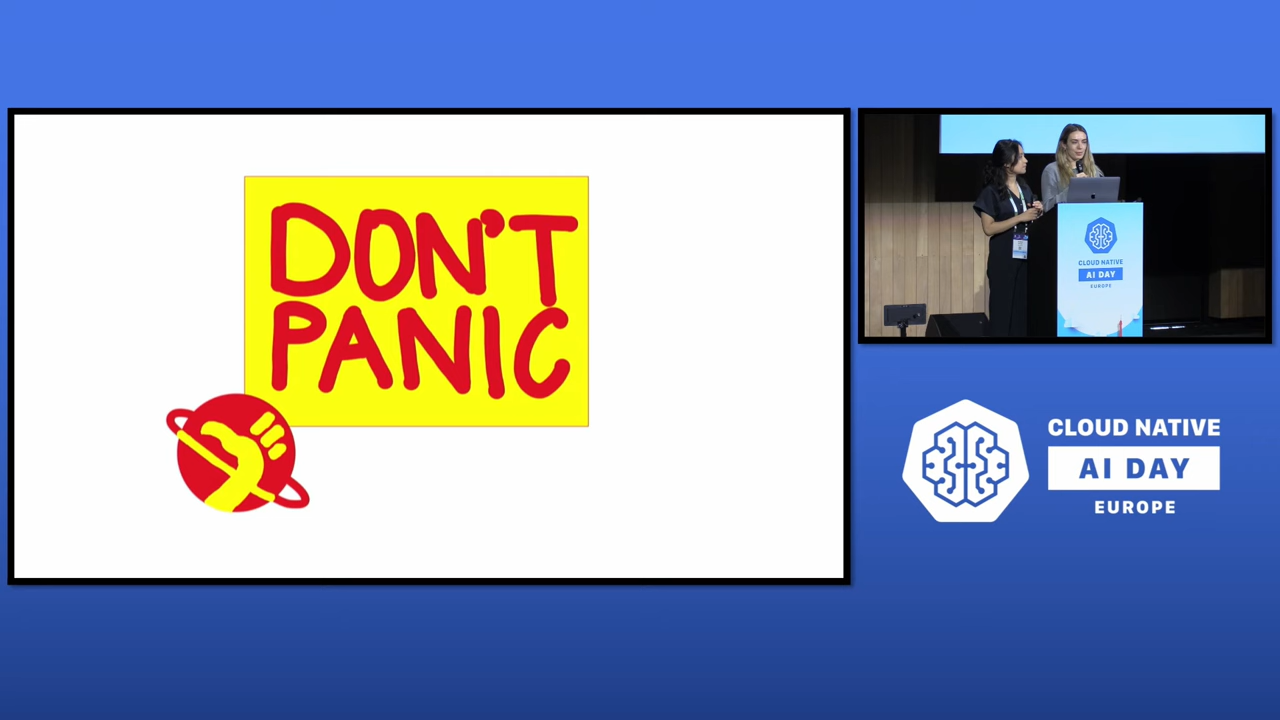 DON'T
PANIC
CLOUD NATIVE
AI DAY
EUROPE
CLOUD NATIVE
AI DAY
EUROPE